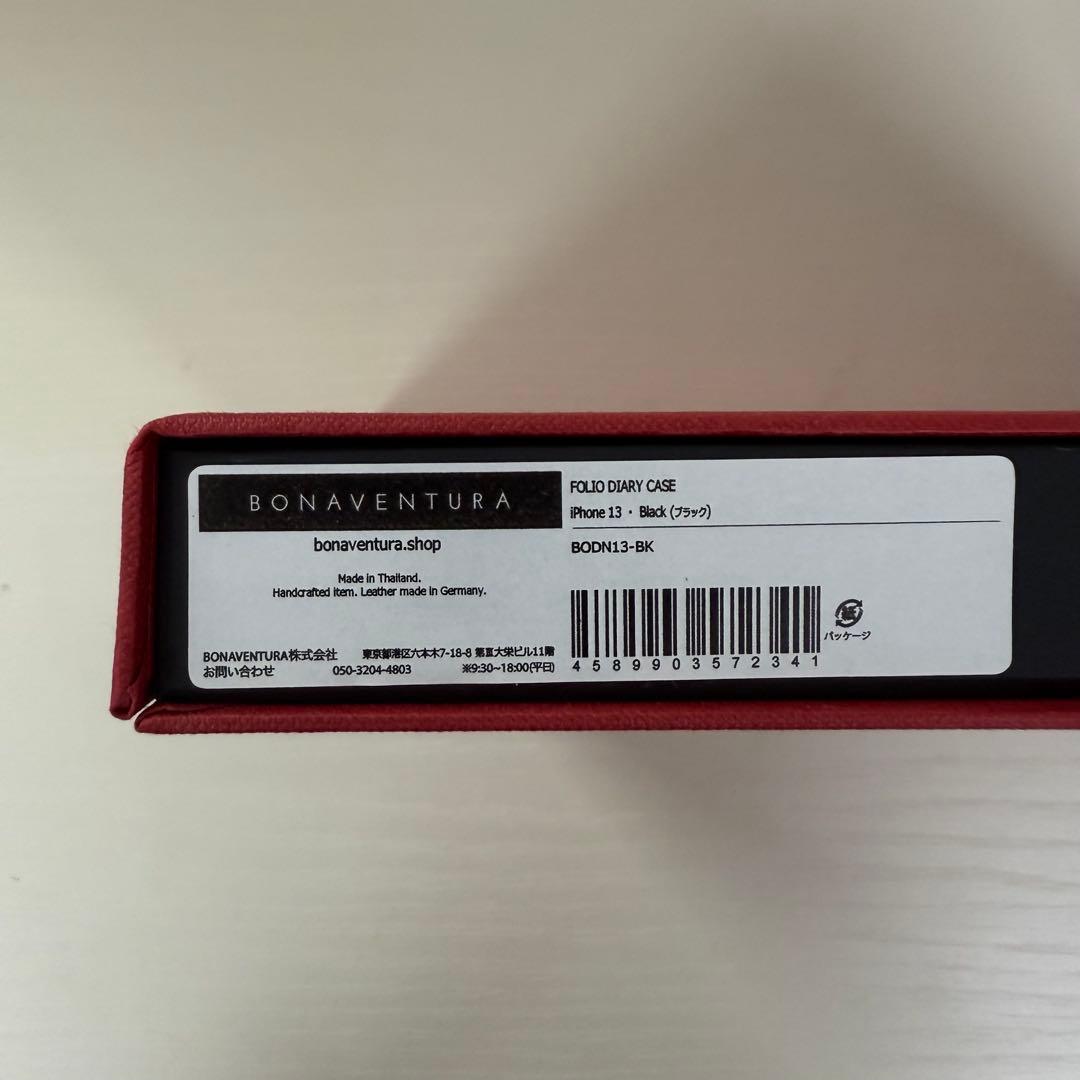 BONAVENTURA
bonaventura.shop
Made in Thailand.
Handcrafted item. Leather made in Germany.
BONAVENTURA株式会社 東京都港区六本木7-18-8 第亘大栄ビル11階
お問い合わせ 050-3204-4803 ※9:30~18:00(平日)
FOLIO DIARY CASE
iPhone 13 ・ Black (ブラック)
BODN13-BK
4589903572341
紙
パッケージ